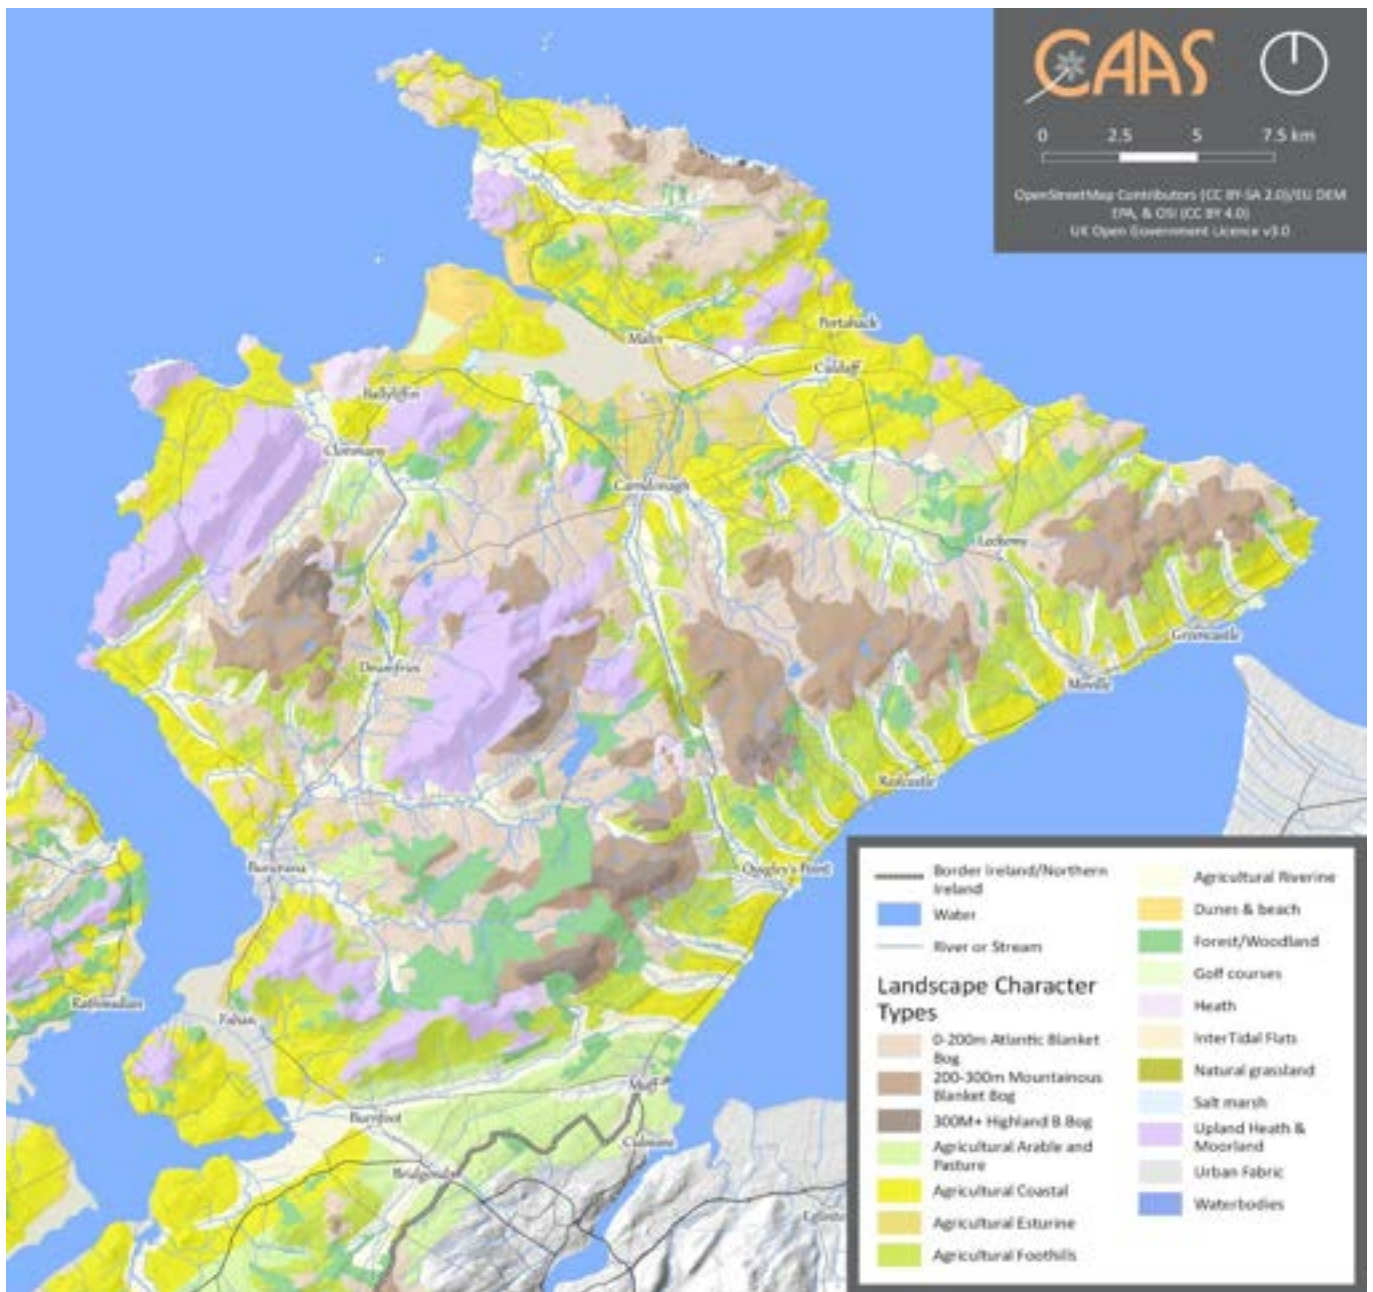 CAAS
0 2.5 5 7.5 km
OpenStreetMap Contributors (CC BY-SA 2.0)/EU DEM
EPA, & OSI (CC BY 4.0)
UK Open Government Licence v3.0
Malin
Portaback
Culdaff
Ballyliffin
Clonmany
Carndonagh
Leckemy
Greencastle
Drumfries
Moville
Redcastle
Buncrana
Quigley's Point
Rathmullan
Fahan
Muff
Burnfoot
Culmore
Bridgend
Border Ireland/Northern
Ireland
Water
River or Stream
Landscape Character
Types
0-200m Atlantic Blanket
Bog
200-300m Mountainous
Blanket Bog
300M+ Highland B Bog
Agricultural Arable and
Pasture
Agricultural Coastal
Agricultural Esturine
Agricultural Foothills
Agricultural Riverine
Dunes & beach
Forest/Woodland
Golf courses
Heath
InterTidal Flats
Natural grassland
Salt marsh
Upland Heath &
Moorland
Urban Fabric
Waterbodies